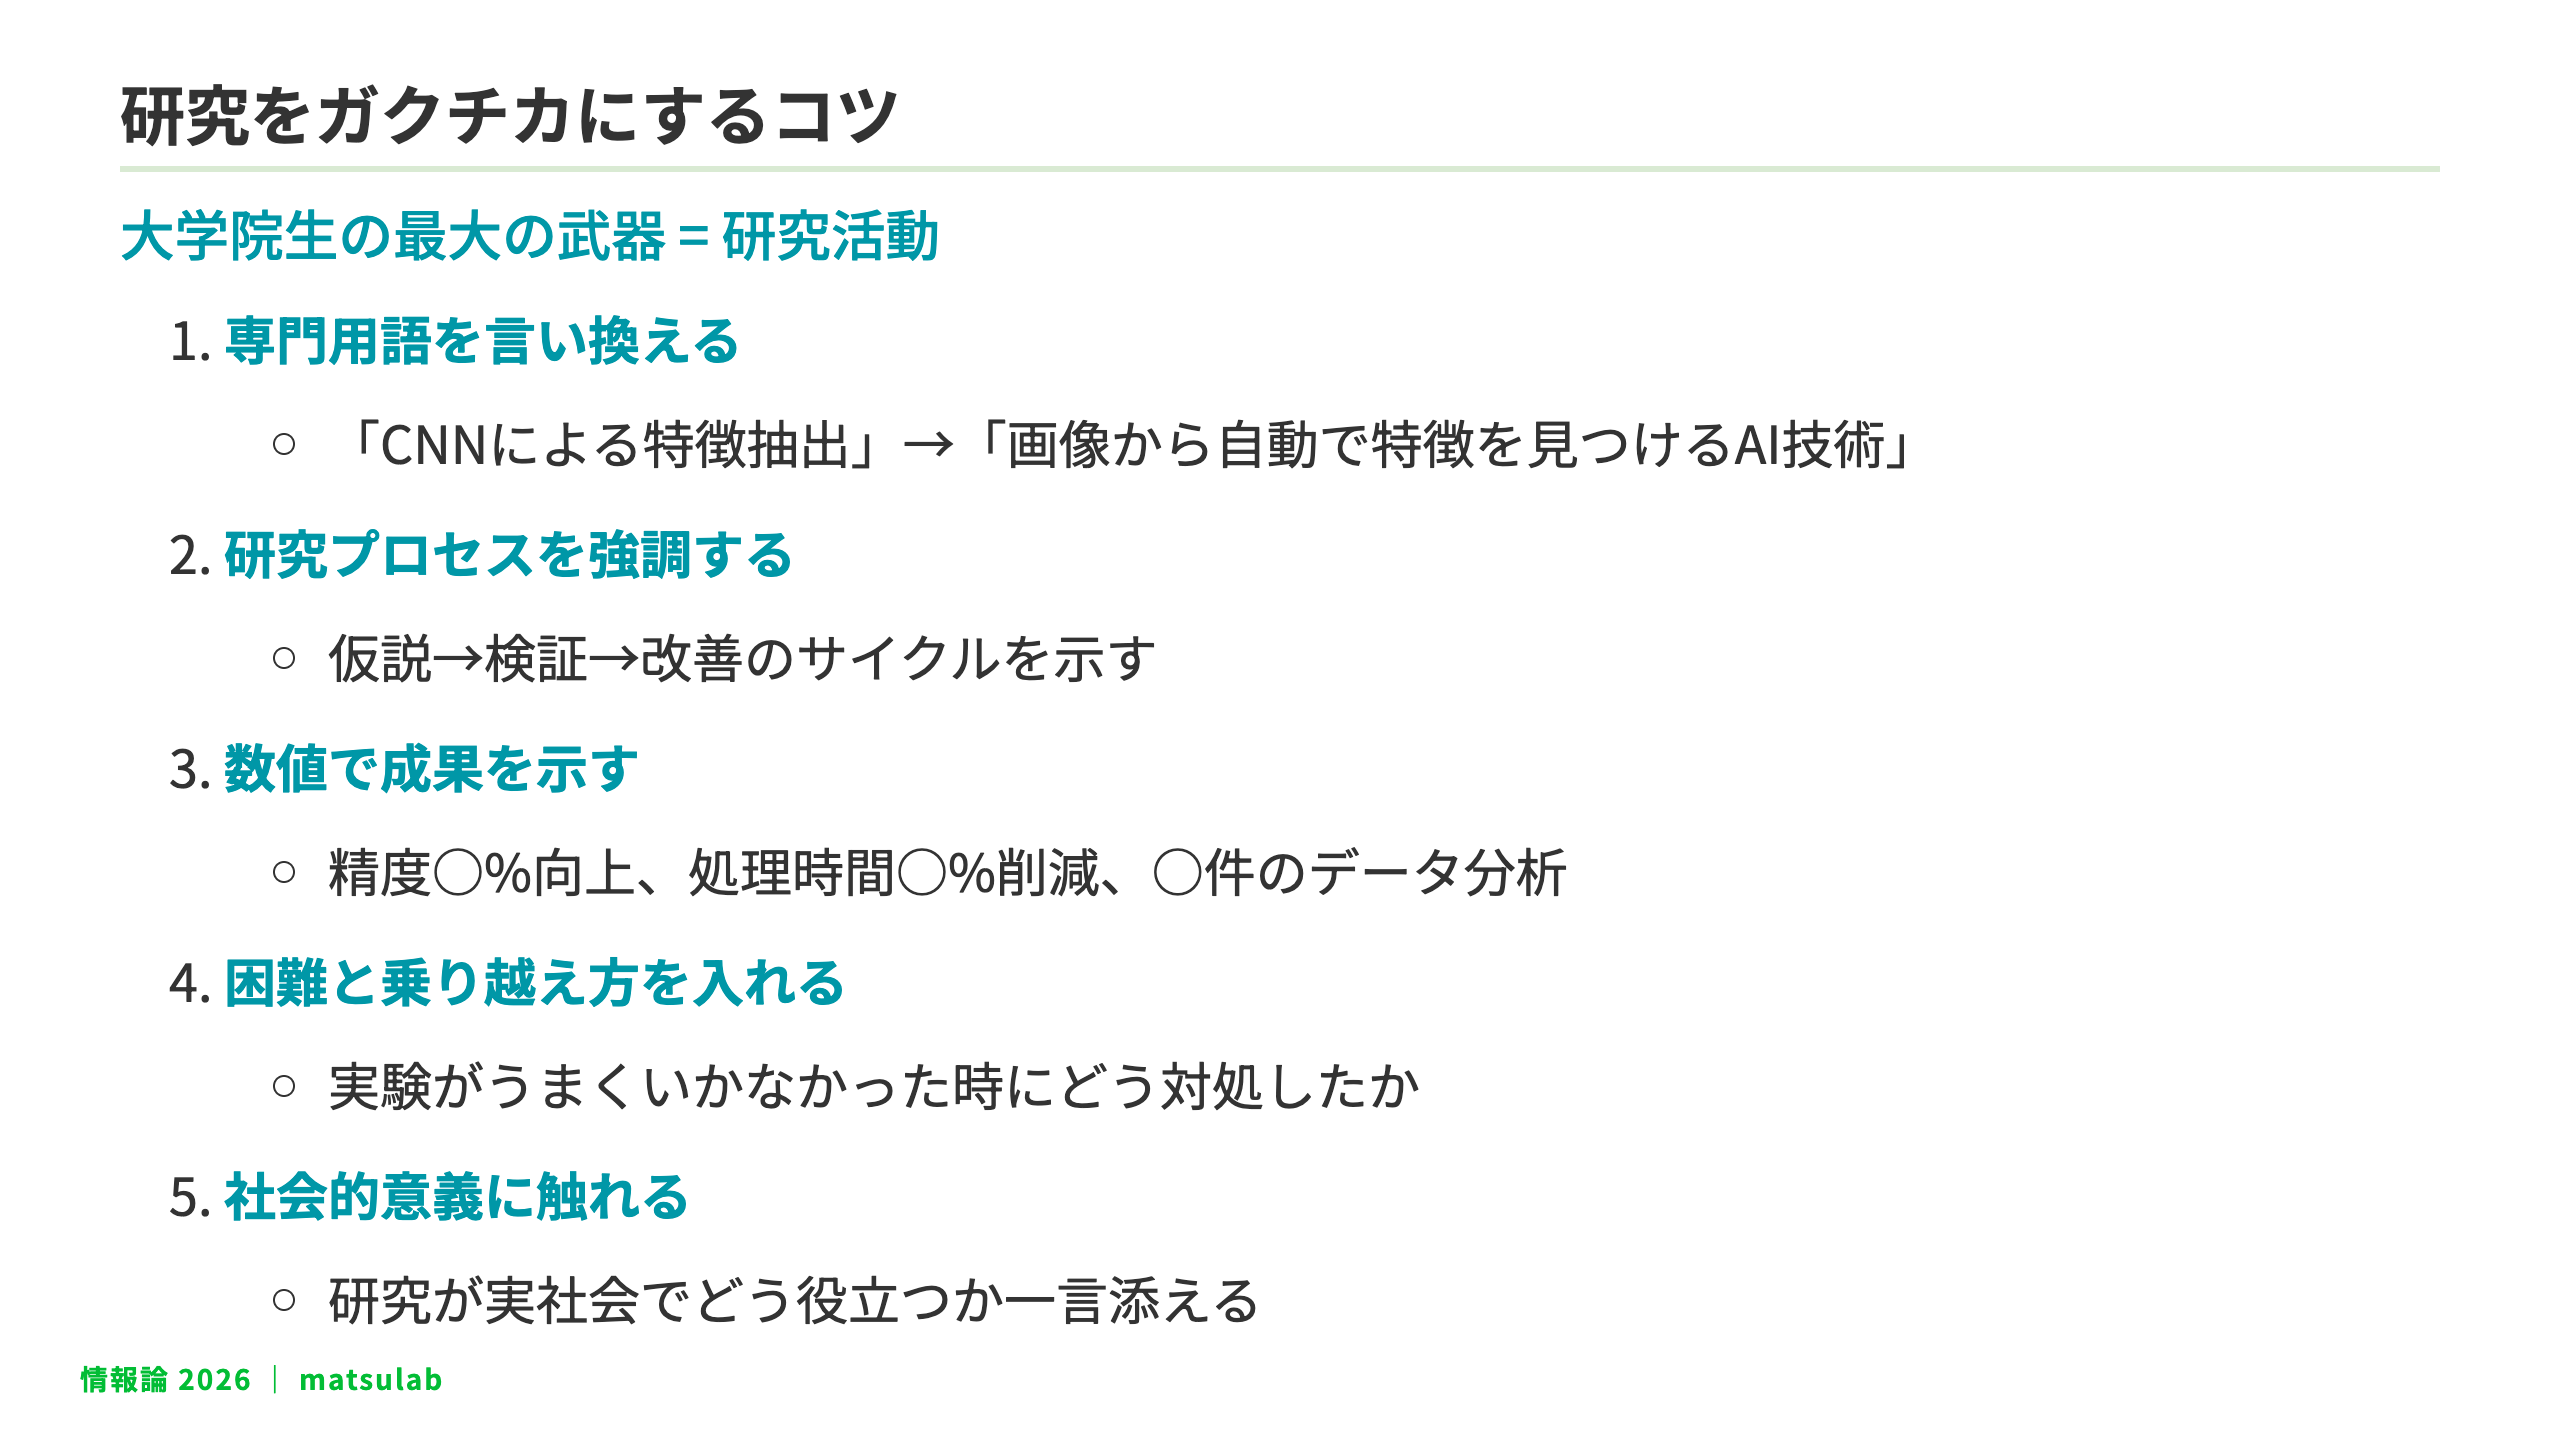 研究をガクチカにするコツ
大学院生の最大の武器 = 研究活動
1. 専門用語を言い換える
○ 「CNNによる特徴抽出」→「画像から自動で特徴を見つけるAI技術」
2. 研究プロセスを強調する
○ 仮説→検証→改善のサイクルを示す
3. 数値で成果を示す
○ 精度◯%向上、処理時間◯%削減、◯件のデータ分析
4. 困難と乗り越え方を入れる
○ 実験がうまくいかなかった時にどう対処したか
5. 社会的意義に触れる
○ 研究が実社会でどう役立つか一言添える
情報論 2026 ｜ matsulab